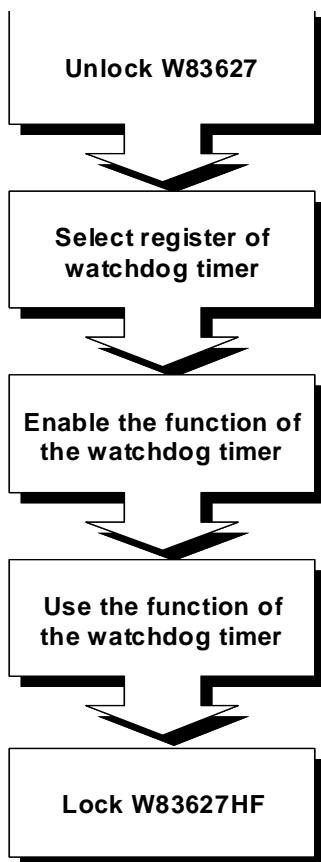 Unlock W83627
Select register of
watchdog timer
Enable the function of
the watchdog timer
Use the function of
the watchdog timer
Lock W83627HF